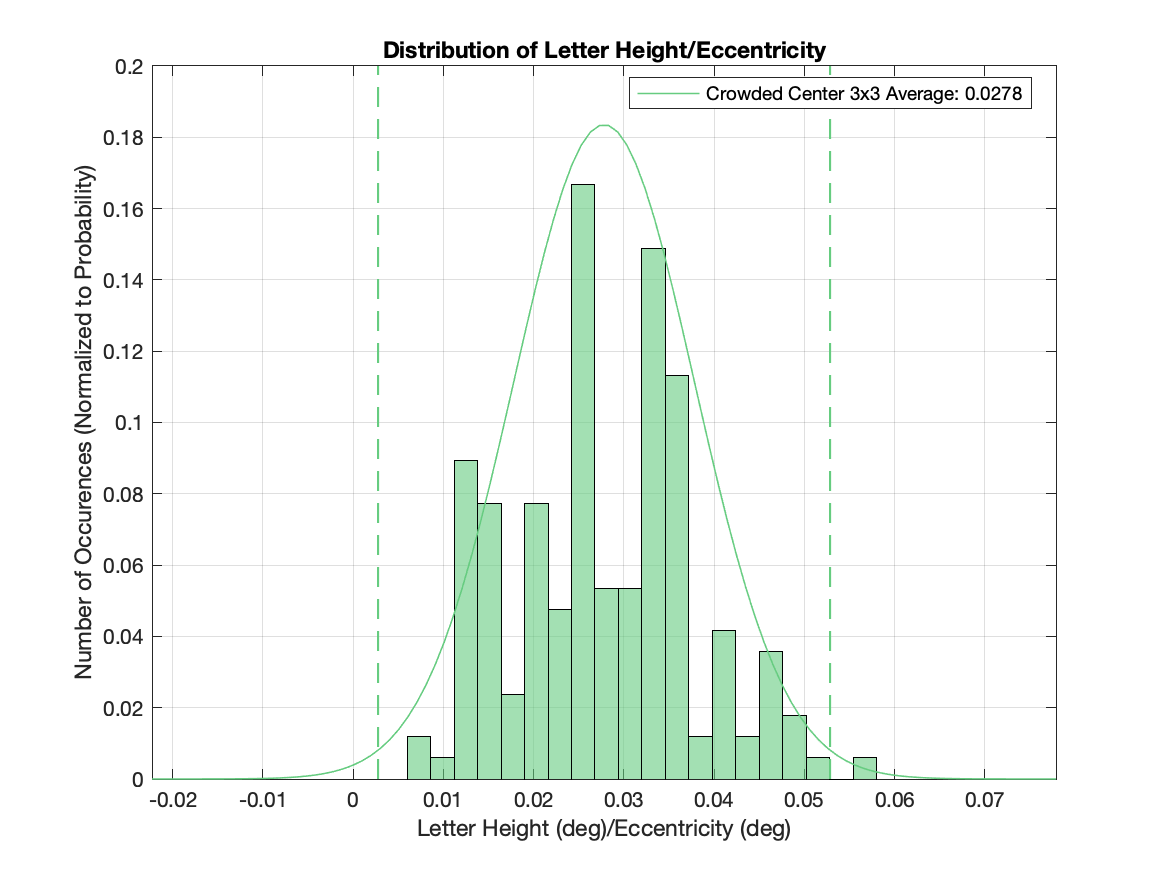 Distribution of Letter Height/Eccentricity
Crowded Center 3x3 Average: 0.0278
Number of Occurences (Normalized to Probability)
0.2
0.18
0.16
0.14
0.12
0.1
0.08
0.06
0.04
0.02
0
-0.02 -0.01 0 0.01 0.02 0.03 0.04 0.05 0.06 0.07
Letter Height (deg)/Eccentricity (deg)